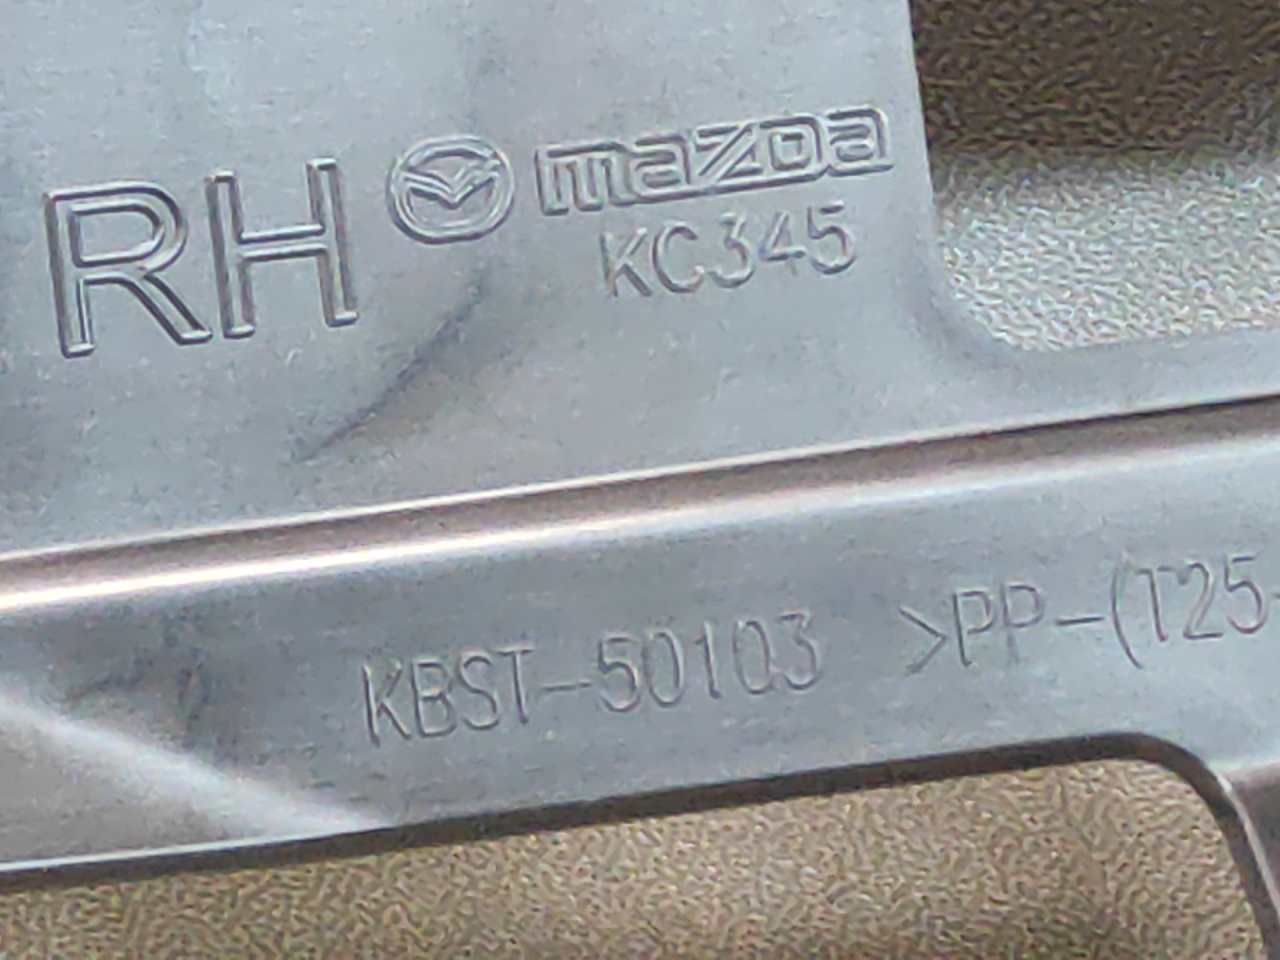 RH mazda
KC345
KBST-50103 >PP-(T25-